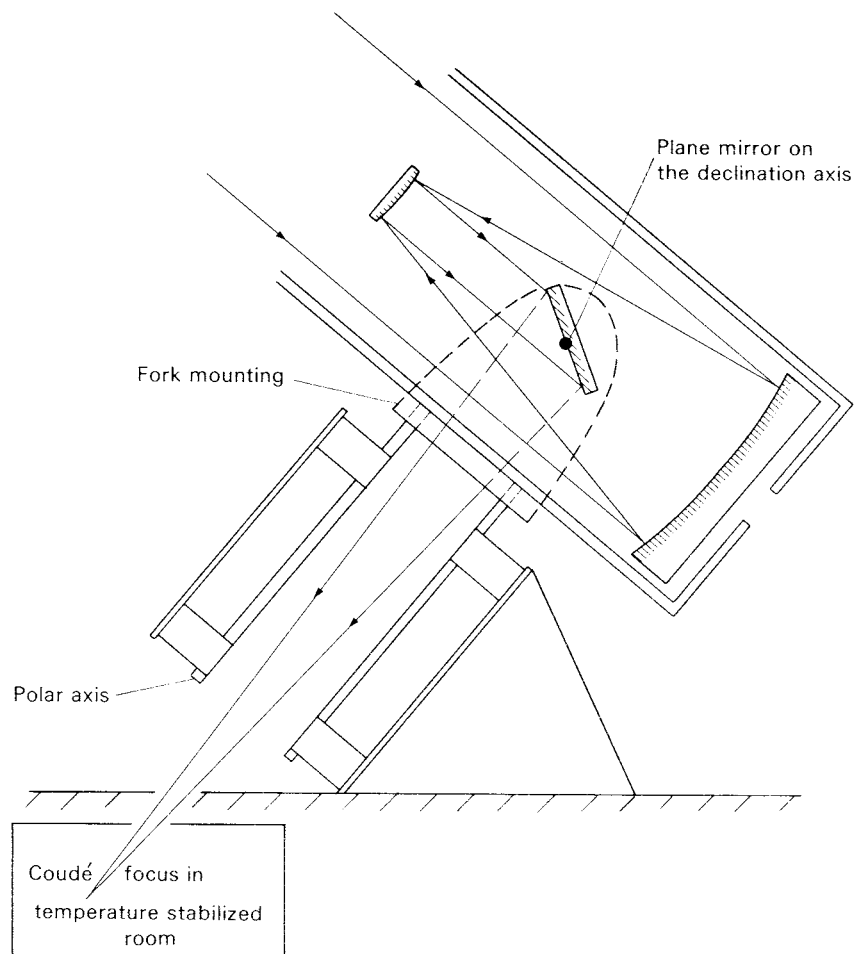 Plane mirror on
the declination axis
Fork mounting
Polar axis
Coudé focus in
temperature stabilized
room